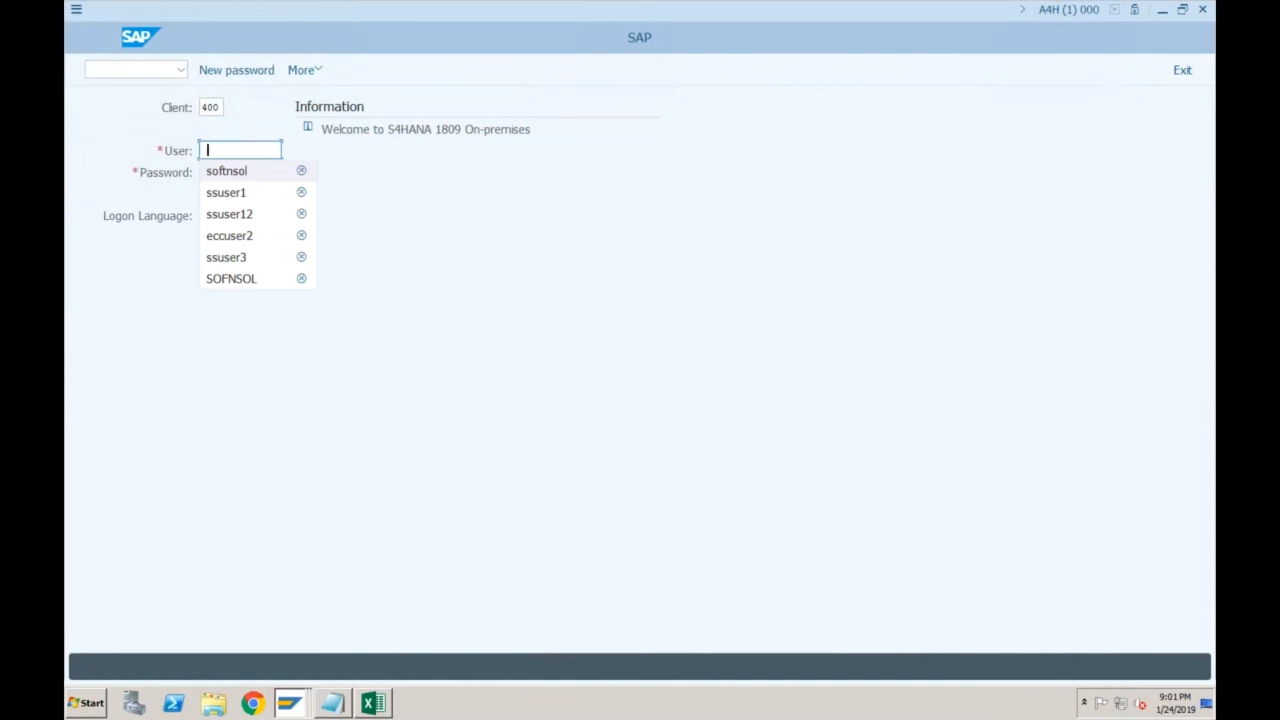 A4H (1) 000
SAP
SAP
New password More
Exit
Client: 400
Information
Welcome to S4HANA 1809 On-premises
*User:
*Password:
softnsol
ssuser1
Logon Language:
ssuser12
eccuser2
ssuser3
SOFNSOL
Start
9:01 PM
1/24/2019